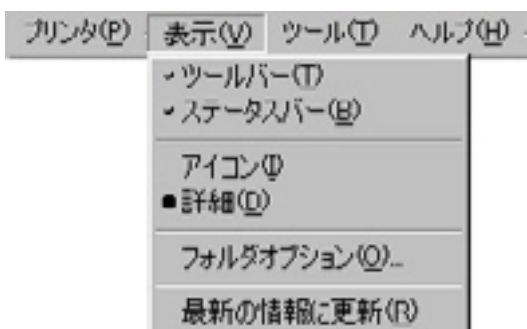 プリンタ(P) 表示(V) ツール(T) ヘルプ(H)
ツールバー(T)
ステータスバー(B)
アイコン(I)
詳細(D)
フォルダオプション(O)...
最新の情報に更新(R)